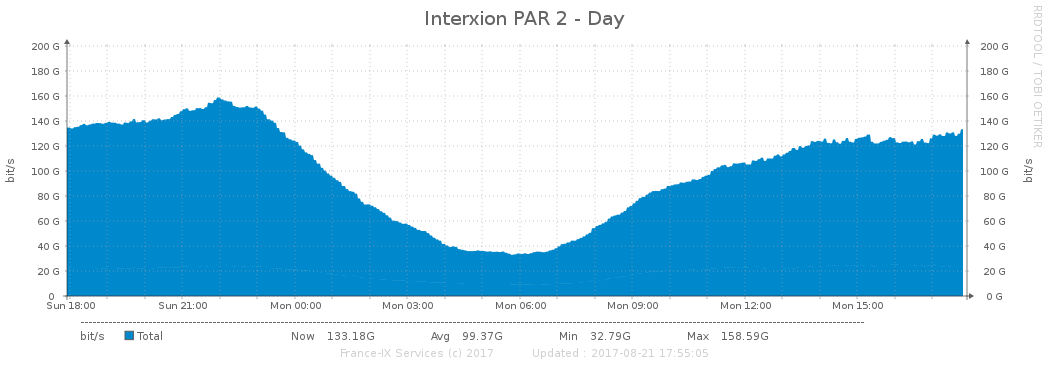 Interxion PAR 2 - Day
RRDTOOL / TOBI OETIKER
bit/s
200 G 200 G
180 G 180 G
160 G 160 G
140 G 140 G
120 G 120 G
100 G 100 G
80 G 80 G
60 G 60 G
40 G 40 G
20 G 20 G
0 0 G
bit/s
Sun 18:00 Sun 21:00 Mon 00:00 Mon 03:00 Mon 06:00 Mon 09:00 Mon 12:00 Mon 15:00
bit/s Total Now 133.18G Avg 99.37G Min 32.79G Max 158.59G
France-IX Services (c) 2017 Updated : 2017-08-21 17:55:05